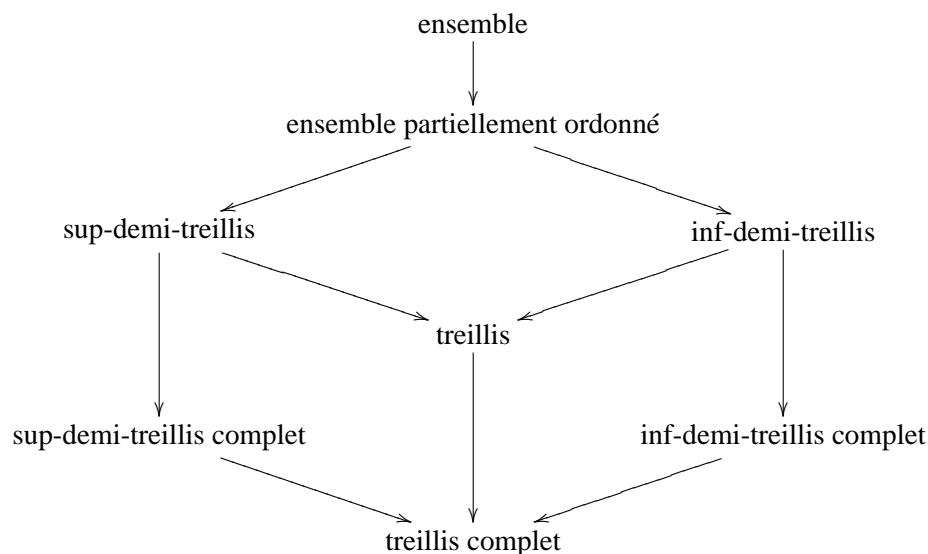 ensemble
ensemble partiellement ordonné
sup-demi-treillis
inf-demi-treillis
treillis
sup-demi-treillis complet
inf-demi-treillis complet
treillis complet